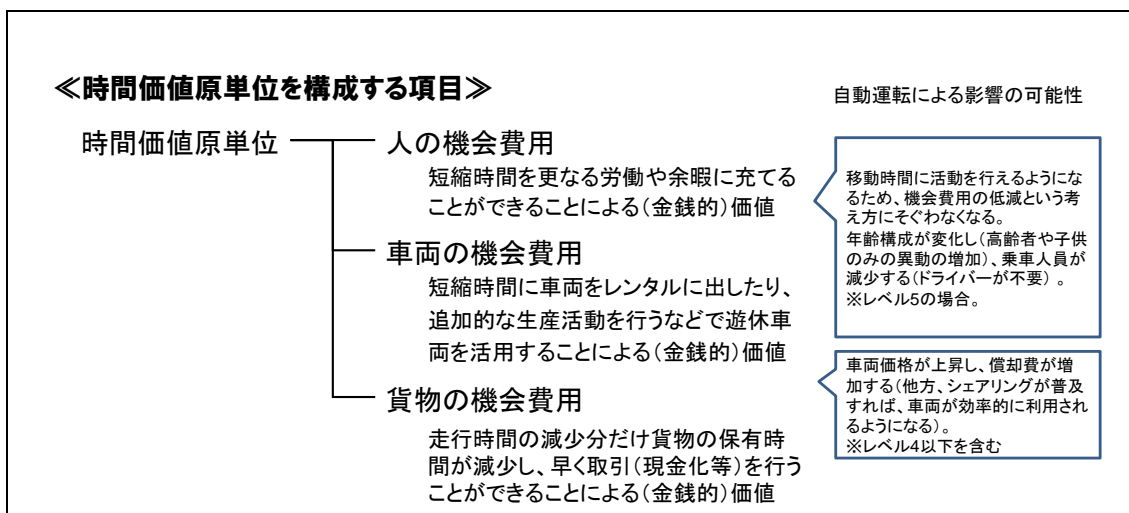 ≪時間価値原単位を構成する項目≫
自動運転による影響の可能性
時間価値原単位
人の機会費用
短縮時間を更なる労働や余暇に充てる
ことができることによる(金銭的)価値
移動時間に活動を行えるようにな
るため、機会費用の低減という考
え方にそぐわなくなる。
年齢構成が変化し(高齢者や子供
のみの異動の増加)、乗車人員が
減少する(ドライバーが不要) 。
※レベル5の場合。
車両の機会費用
短縮時間に車両をレンタルに出したり、
追加的な生産活動を行うなどで遊休車
両を活用することによる(金銭的)価値
車両価格が上昇し、償却費が増
加する(他方、シェアリングが普及
すれば、車両が効率的に利用され
るようになる)。
※レベル4以下を含む
貨物の機会費用
走行時間の減少分だけ貨物の保有時
間が減少し、早く取引(現金化等)を行う
ことができることによる(金銭的)価値